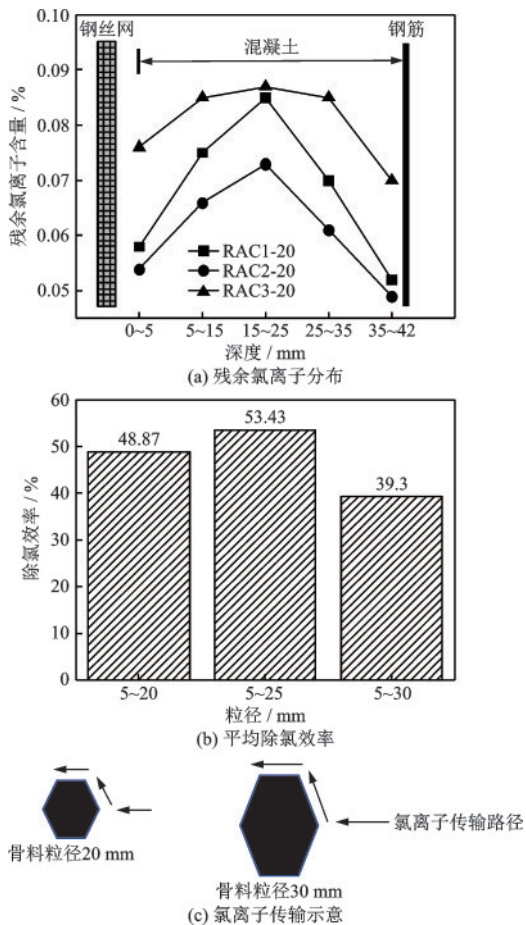 钢丝网 混凝土 钢筋
0.10
0.09
0.08
0.07
0.06
0.05
残余氯离子含量 / %
RAC1-20
RAC2-20
RAC3-20
0~5 5~15 15~25 25~35 35~42
深度 / mm
(a) 残余氯离子分布
60
50
40
30
20
10
0
除氯效率 / %
48.87 53.43 39.3
5~20 5~25 5~30
粒径 / mm
(b) 平均除氯效率
氯离子传输路径
骨料粒径20 mm
骨料粒径30 mm
(c) 氯离子传输示意